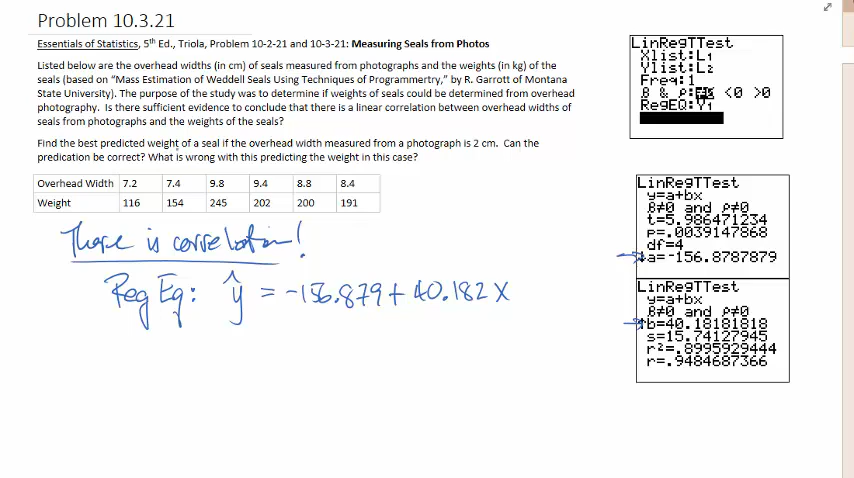 Problem 10.3.21
Essentials of Statistics, 5th Ed., Triola, Problem 10-2-21 and 10-3-21: Measuring Seals from Photos
Listed below are the overhead widths (in cm) of seals measured from photographs and the weights (in kg) of the
seals (based on "Mass Estimation of Weddell Seals Using Techniques of Programmertry," by R. Garrott of Montana
State University). The purpose of the study was to determine if weights of seals could be determined from overhead
photography. Is there sufficient evidence to conclude that there is a linear correlation between overhead widths of
seals from photographs and the weights of the seals?
Find the best predicted weight of a seal if the overhead width measured from a photograph is 2 cm. Can the
predication be correct? What is wrong with this predicting the weight in this case?
Overhead Width 7.2 7.4 9.8 9.4 8.8 8.4
Weight 116 154 245 202 200 191
There is correlation!
Reg Eq: ŷ = -156.879 + 40.182 X
LinRegTTest
Xlist:L1
Ylist:L2
Freq:1
β & ρ:≠0 <0 >0
RegEQ:Y1
LinRegTTest
y=a+bx
β≠0 and ρ≠0
t=5.986471234
p=.0039147868
df=4
↓a=-156.8787879
LinRegTTest
y=a+bx
β≠0 and ρ≠0
↑b=40.18181818
s=15.74127945
r²=.8995929444
r=.9484687366